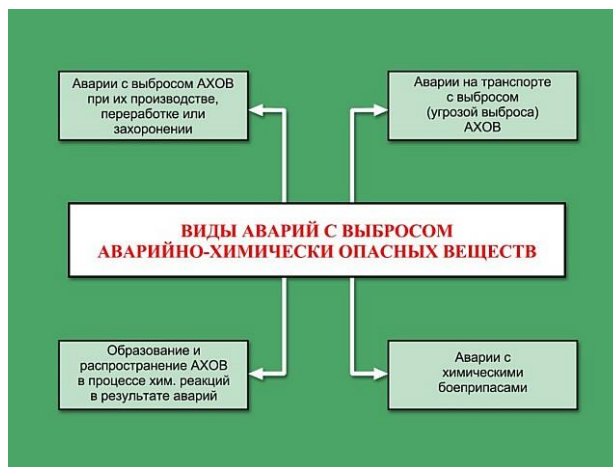 Аварии с выбросом АХОВ
при их производстве,
переработке или
захоронении
Аварии на транспорте
с выбросом
(угрозой выброса)
АХОВ
ВИДЫ АВАРИЙ С ВЫБРОСОМ
АВАРИЙНО-ХИМИЧЕСКИ ОПАСНЫХ ВЕЩЕСТВ
Образование и
распространение АХОВ
в процессе хим. реакций
в результате аварий
Аварии с
химическими
боеприпасами